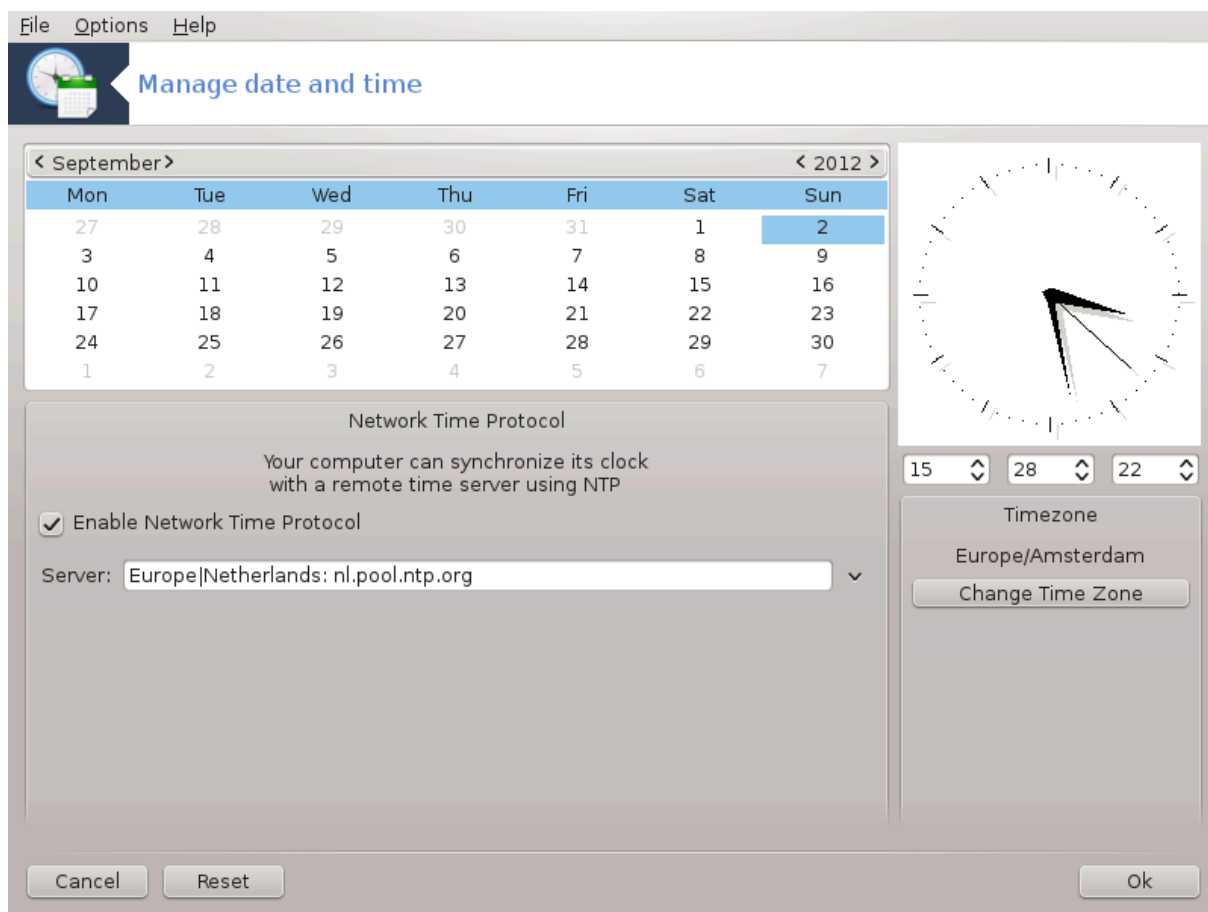 File Options Help
Manage date and time
< September > < 2012 >
Mon Tue Wed Thu Fri Sat Sun
27 28 29 30 31 1 2
3 4 5 6 7 8 9
10 11 12 13 14 15 16
17 18 19 20 21 22 23
24 25 26 27 28 29 30
1 2 3 4 5 6 7
Network Time Protocol
Your computer can synchronize its clock
with a remote time server using NTP
Enable Network Time Protocol
Server: Europe|Netherlands: nl.pool.ntp.org
15 28 22
Timezone
Europe/Amsterdam
Change Time Zone
Cancel Reset Ok